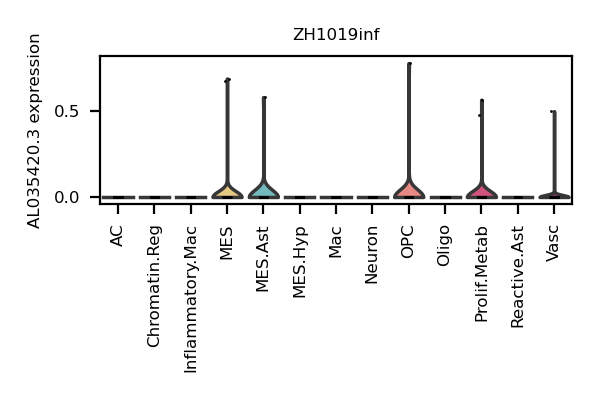 ZH1019inf
AL035420.3 expression
0.5
0.0
AC
Chromatin.Reg
Inflammatory.Mac
MES
MES.Ast
MES.Hyp
Mac
Neuron
OPC
Oligo
Prolif.Metab
Reactive.Ast
Vasc